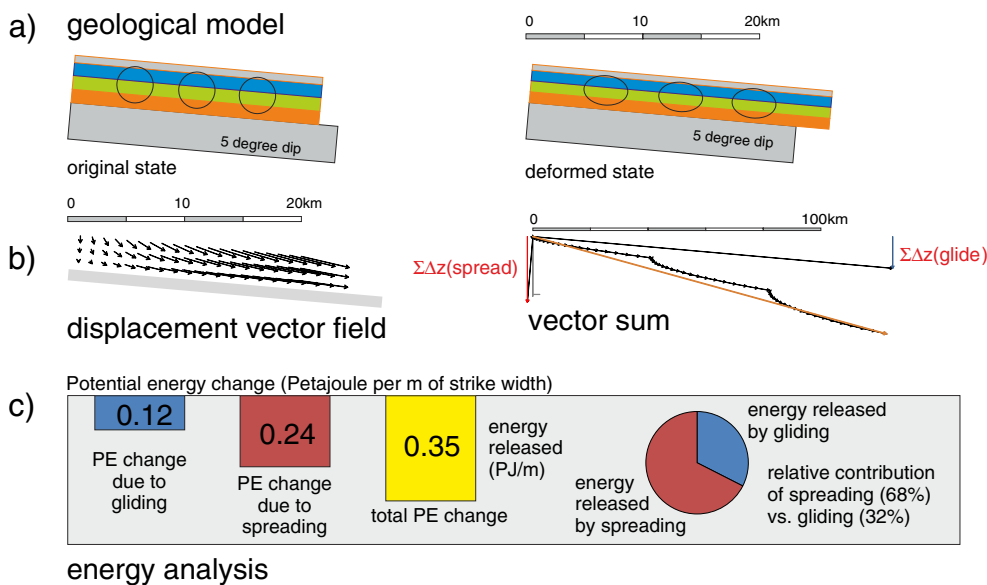 a) geological model
0 10 20km
5 degree dip
original state
5 degree dip
deformed state
b)
0 10 20km
displacement vector field
0 100km
ΣΔz(spread)
ΣΔz(glide)
vector sum
c)
Potential energy change (Petajoule per m of strike width)
0.12
PE change
due to
gliding
0.24
PE change
due to
spreading
0.35
total PE change
energy
released
(PJ/m)
energy released
by gliding
energy
released
by spreading
relative contribution
of spreading (68%)
vs. gliding (32%)
energy analysis